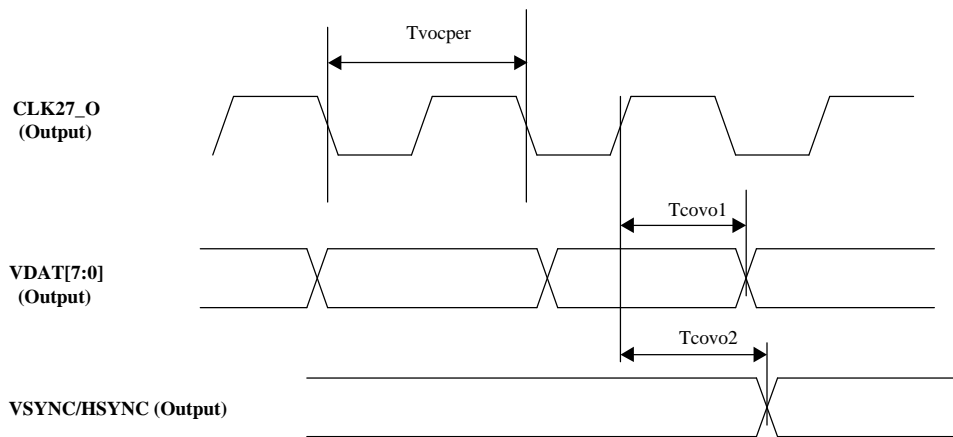 Tvocper
CLK27_O
(Output)
Tcovo1
VDAT[7:0]
(Output)
Tcovo2
VSYNC/HSYNC (Output)